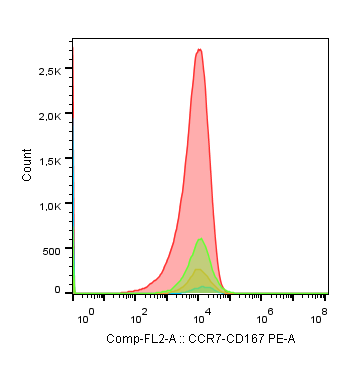 2,5K
2,0K
1,5K
1,0K
500
0
Count
10^0 10^2 10^4 10^6 10^8
Comp-FL2-A :: CCR7-CD167 PE-A